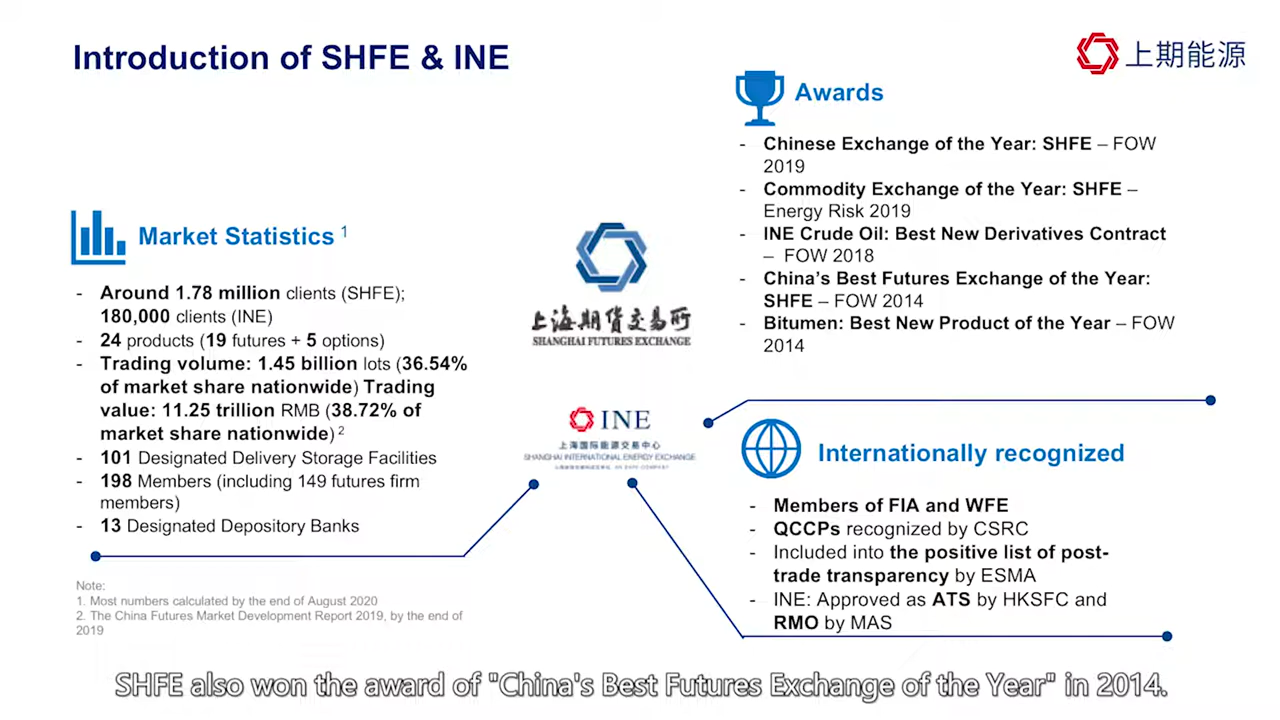 Introduction of SHFE & INE
上期能源
Market Statistics 1
- Around 1.78 million clients (SHFE);
180,000 clients (INE)
- 24 products (19 futures + 5 options)
- Trading volume: 1.45 billion lots (36.54%
of market share nationwide) Trading
value: 11.25 trillion RMB (38.72% of
market share nationwide) 2
- 101 Designated Delivery Storage Facilities
- 198 Members (including 149 futures firm
members)
- 13 Designated Depository Banks
Note:
1. Most numbers calculated by the end of August 2020
2. The China Futures Market Development Report 2019, by the end of
2019
上海期货交易所
SHANGHAI FUTURES EXCHANGE
INE
上海国际能源交易中心
SHANGHAI INTERNATIONAL ENERGY EXCHANGE
Awards
- Chinese Exchange of the Year: SHFE – FOW
2019
- Commodity Exchange of the Year: SHFE –
Energy Risk 2019
- INE Crude Oil: Best New Derivatives Contract
– FOW 2018
- China’s Best Futures Exchange of the Year:
SHFE – FOW 2014
- Bitumen: Best New Product of the Year – FOW
2014
Internationally recognized
- Members of FIA and WFE
- QCCPs recognized by CSRC
- Included into the positive list of post-
trade transparency by ESMA
- INE: Approved as ATS by HKSFC and
RMO by MAS
SHFE also won the award of "China's Best Futures Exchange of the Year" in 2014.